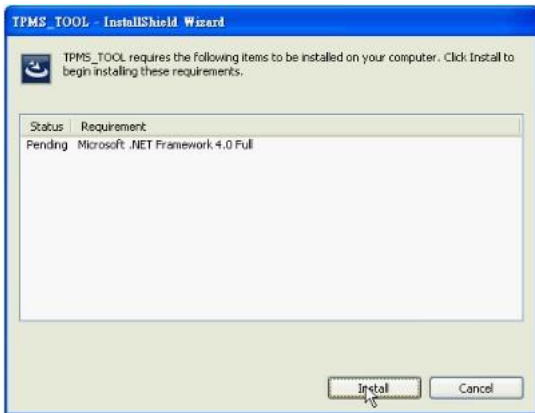 TPMS_TOOL - InstallShield Wizard
TPMS_TOOL requires the following items to be installed on your computer. Click Install to
begin installing these requirements.
Status Requirement
Pending Microsoft .NET Framework 4.0 Full
Install Cancel